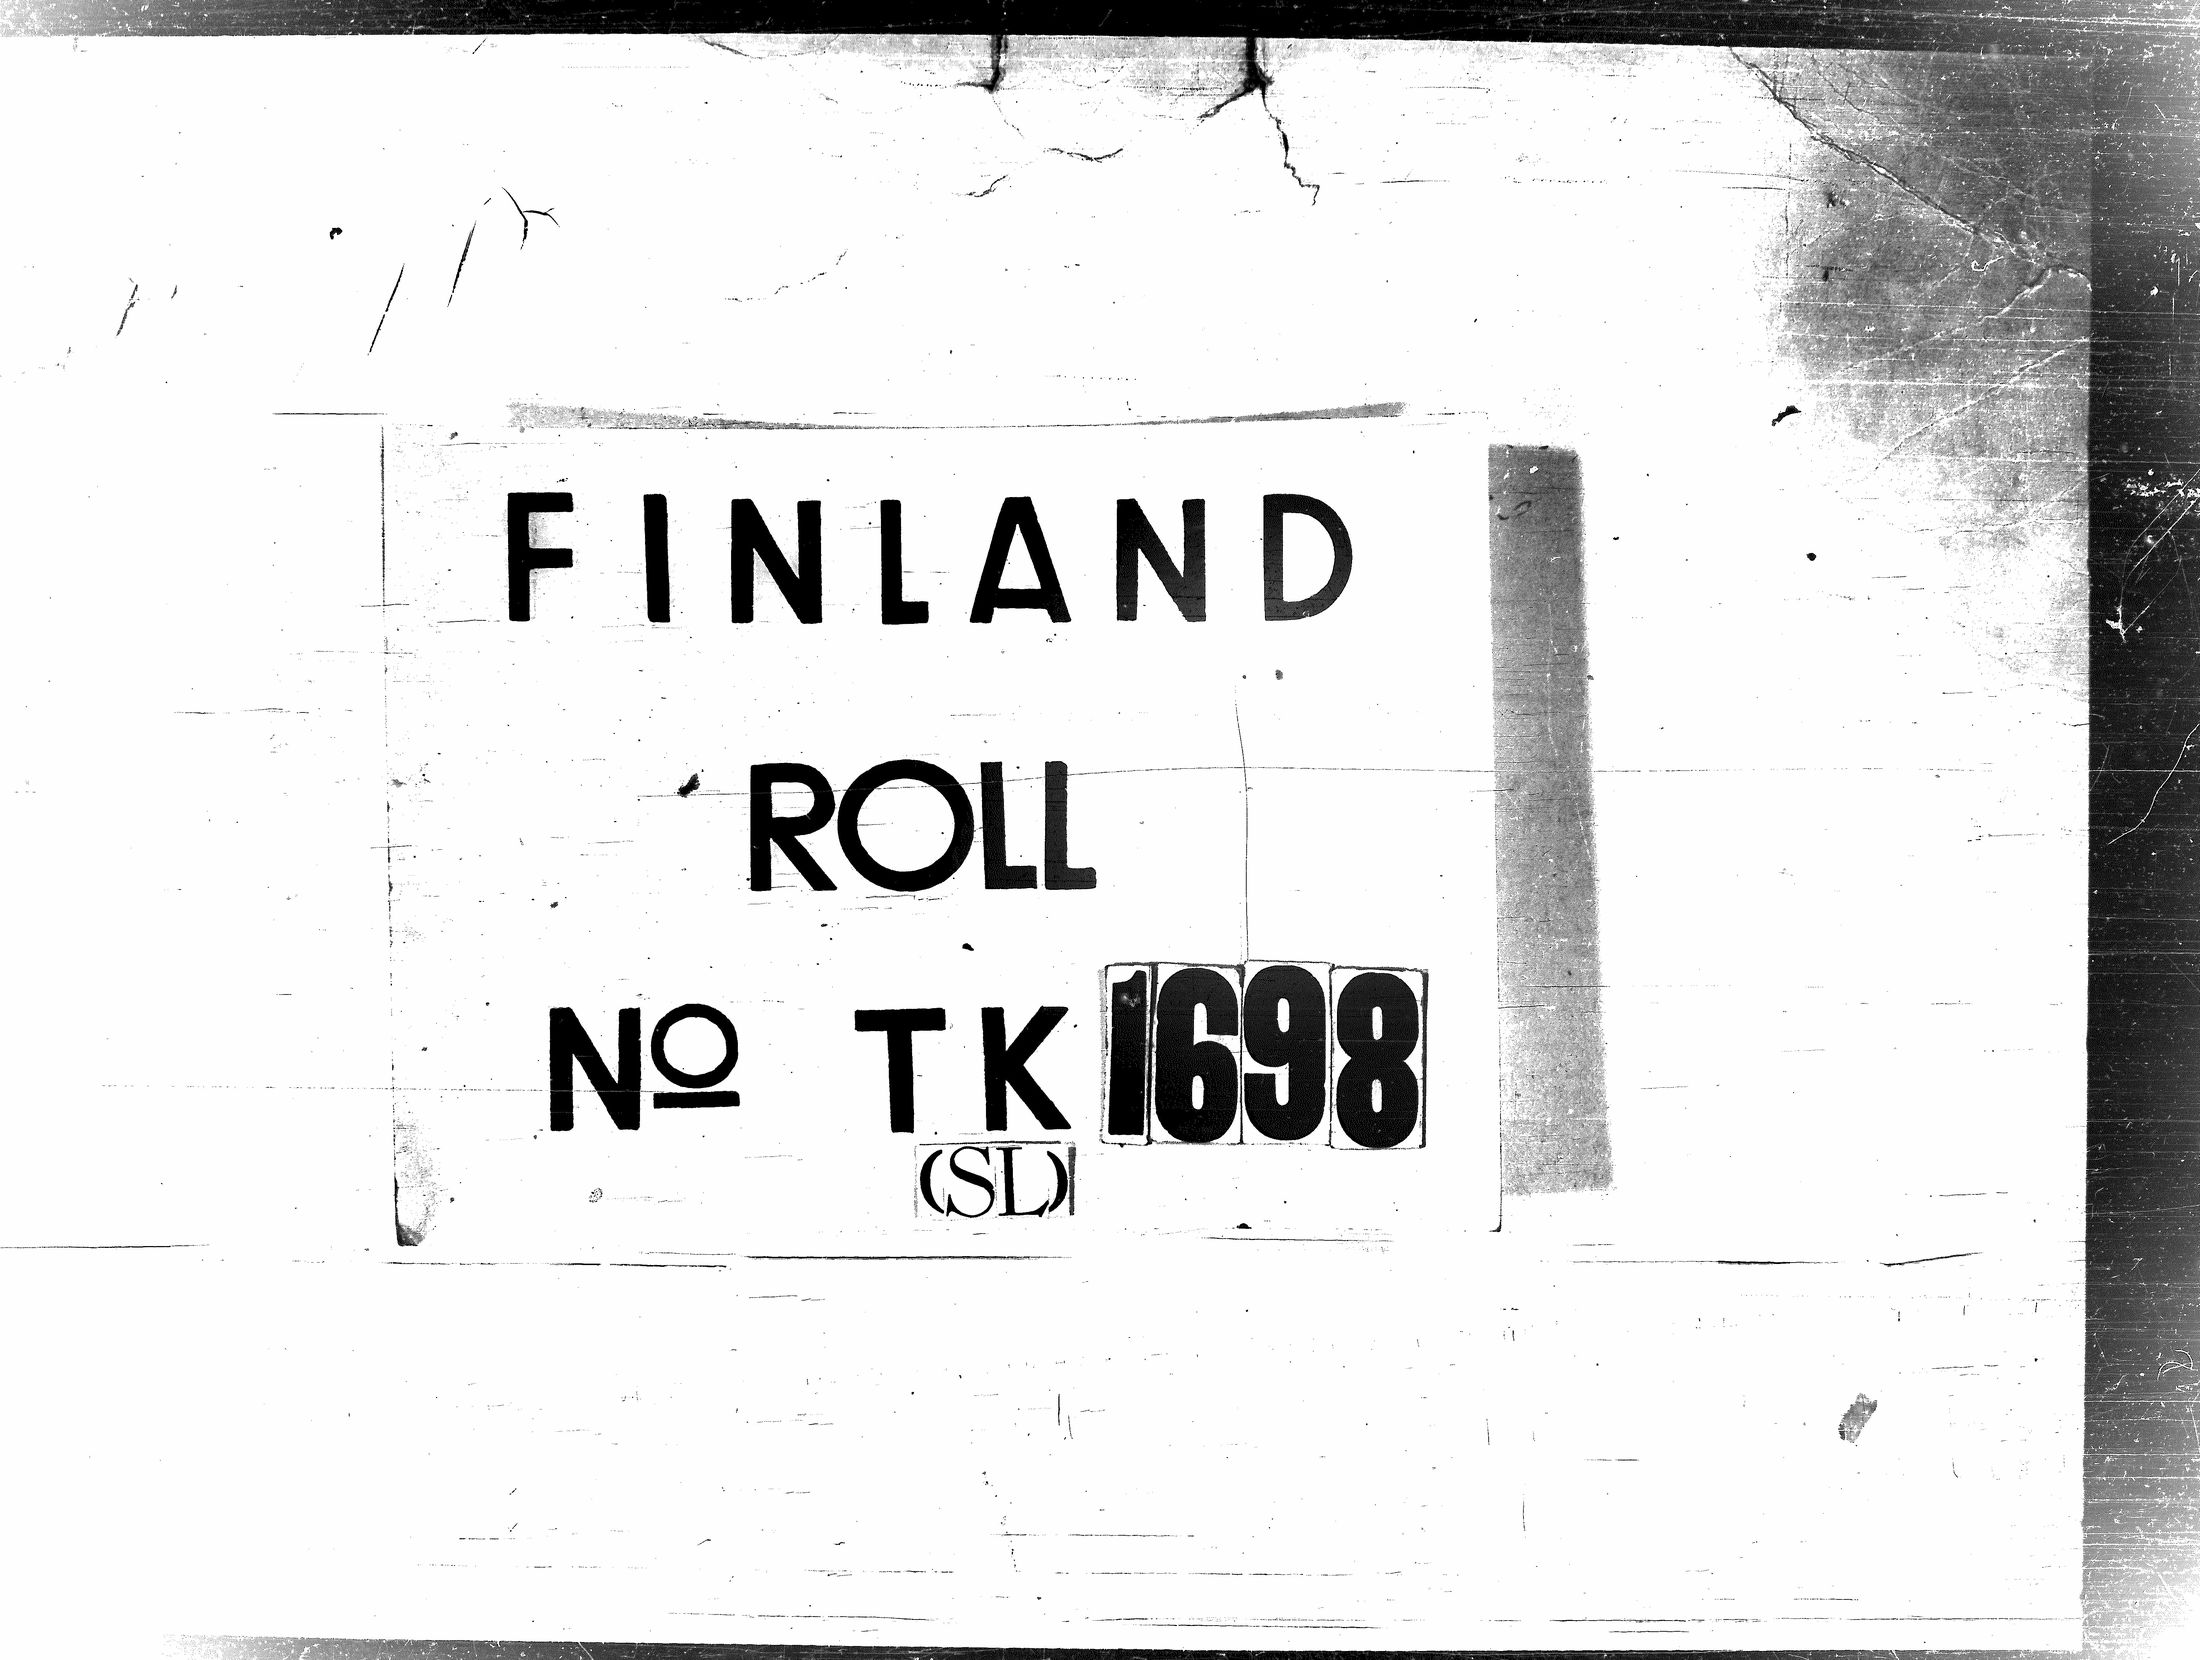 FINLAND
ROLL
Nº TK 1698
(SL)